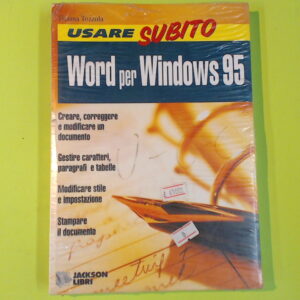 Tozzola
USARE SUBITO
Word per Windows 95
Creare, correggere
e modificare un
documento
Gestire caratteri,
paragrafi e tabelle
Modificare stile
e impostazione
Stampare
il documento
JACKSON
LIBRI